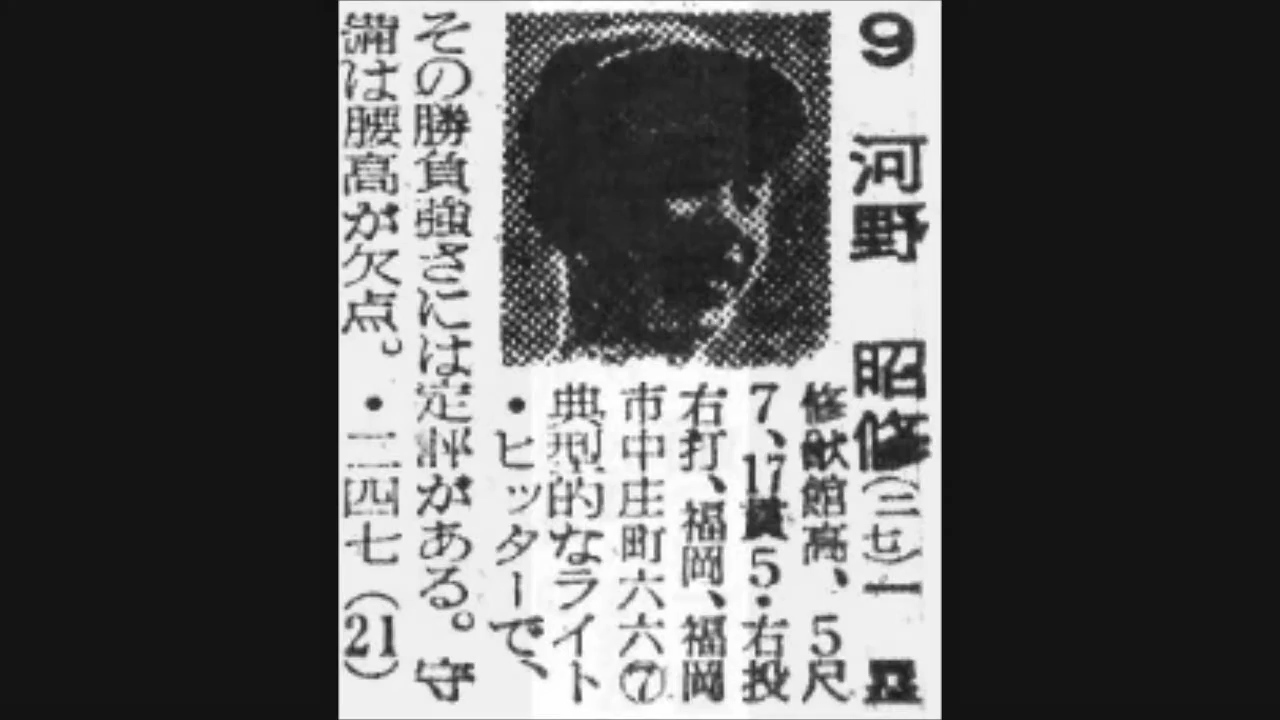 9 河野 昭修(二七)一塁
修猷館高、5尺
7、17貫5・右投
右打、福岡、福岡
市中庄町六六⑦
典型的なライト
•ヒッターで、
その勝負強さには定評がある。守
備は腰高が欠点。•二四七(21)